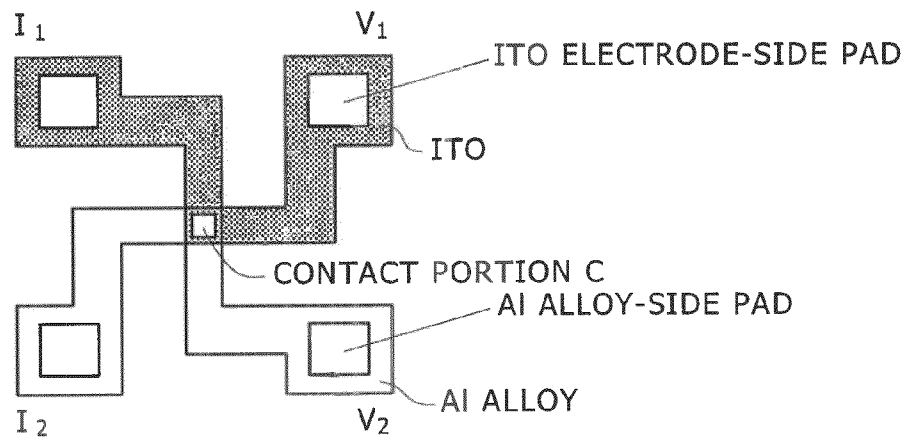 I1
V1
ITO ELECTRODE-SIDE PAD
ITO
CONTACT PORTION C
Al ALLOY-SIDE PAD
Al ALLOY
I2
V2